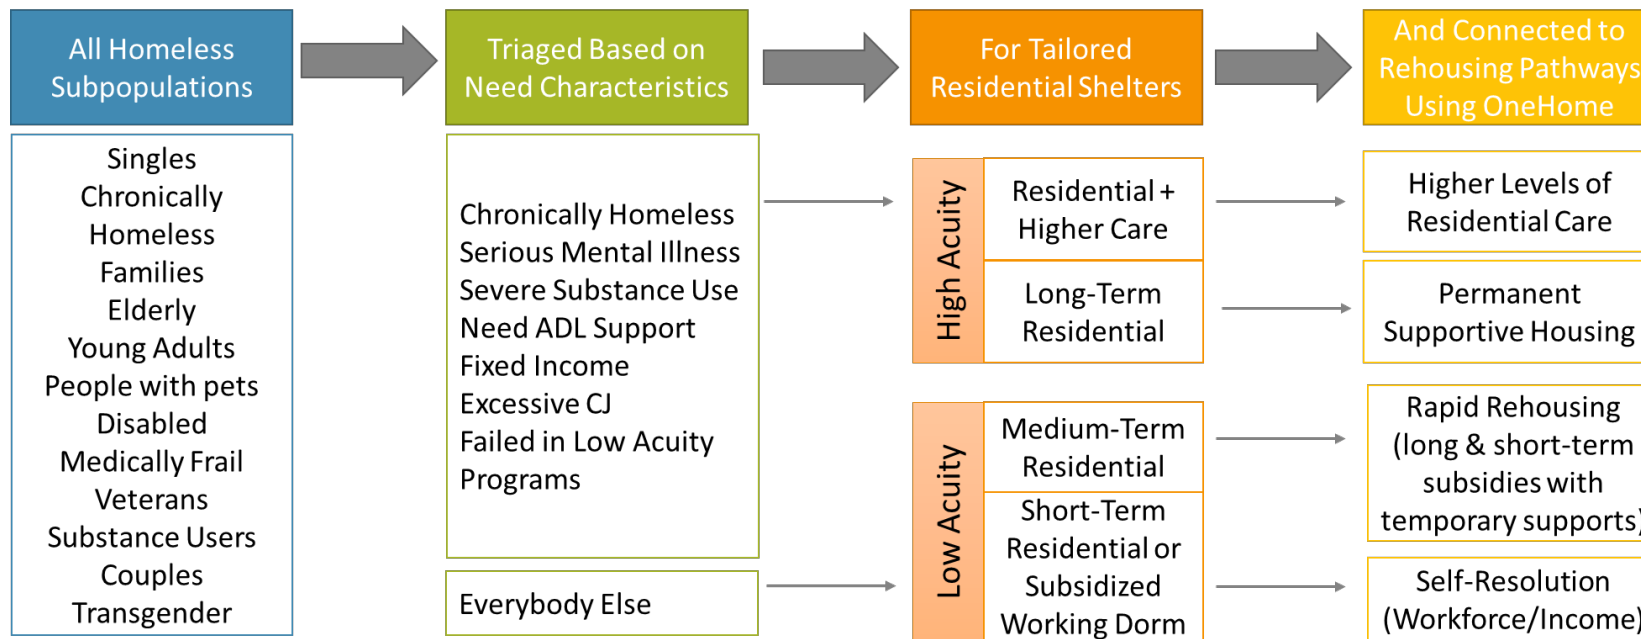 All Homeless
Subpopulations
Triaged Based on
Need Characteristics
For Tailored
Residential Shelters
And Connected to
Rehousing Pathways
Using OneHome
Singles
Chronically
Homeless
Families
Elderly
Young Adults
People with pets
Disabled
Medically Frail
Veterans
Substance Users
Couples
Transgender
Chronically Homeless
Serious Mental Illness
Severe Substance Use
Need ADL Support
Fixed Income
Excessive CJ
Failed in Low Acuity
Programs
Everybody Else
High Acuity
Residential +
Higher Care
Long-Term
Residential
Low Acuity
Medium-Term
Residential
Short-Term
Residential or
Subsidized
Working Dorm
Higher Levels of
Residential Care
Permanent
Supportive Housing
Rapid Rehousing
(long & short-term
subsidies with
temporary supports)
Self-Resolution
(Workforce/Income)